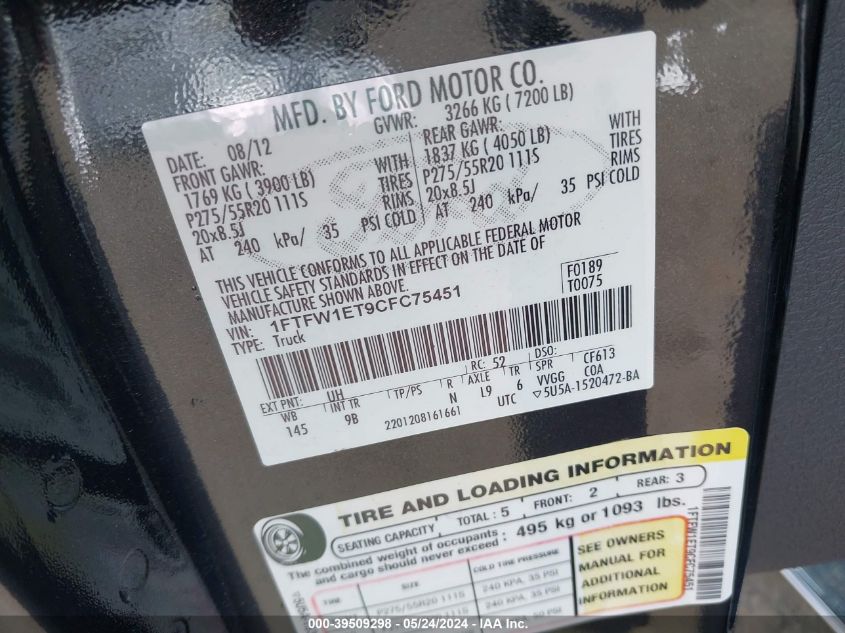 MFD. BY FORD MOTOR CO.
DATE: 08/12 GVWR: 3266 KG ( 7200 LB)
FRONT GAWR: REAR GAWR:
1769 KG ( 3900 LB) WITH 1837 KG ( 4050 LB) WITH
P275/55R20 111S TIRES P275/55R20 111S TIRES
20x8.5J RIMS 20x8.5J RIMS
AT 240 kPa/ 35 PSI COLD AT 240 kPa/ 35 PSI COLD
THIS VEHICLE CONFORMS TO ALL APPLICABLE FEDERAL MOTOR
VEHICLE SAFETY STANDARDS IN EFFECT ON THE DATE OF
MANUFACTURE SHOWN ABOVE.
VIN: 1FTFW1ET9CFC75451
TYPE: Truck
F0189
T0075
EXT PNT: UH RC: 52 DSO:
WB INT TR TP/PS R AXLE TR SPR CF613
145 9B N L9 6 VVGG COA
2201208161661 UTC ▽5U5A-1520472-BA
TIRE AND LOADING INFORMATION
SEATING CAPACITY TOTAL: 5 FRONT: 2 REAR: 3
The combined weight of occupants
and cargo should never exceed: 495 kg or 1093 lbs.
TIRE SIZE COLD TIRE PRESSURE
P275/55R20 111S 240 KPA, 35 PSI
240 KPA, 35 PSI
SEE OWNERS
MANUAL FOR
ADDITIONAL
INFORMATION
1FTFW1ET9CFC75451
000-39509298 - 05/24/2024 - IAAI, Inc.